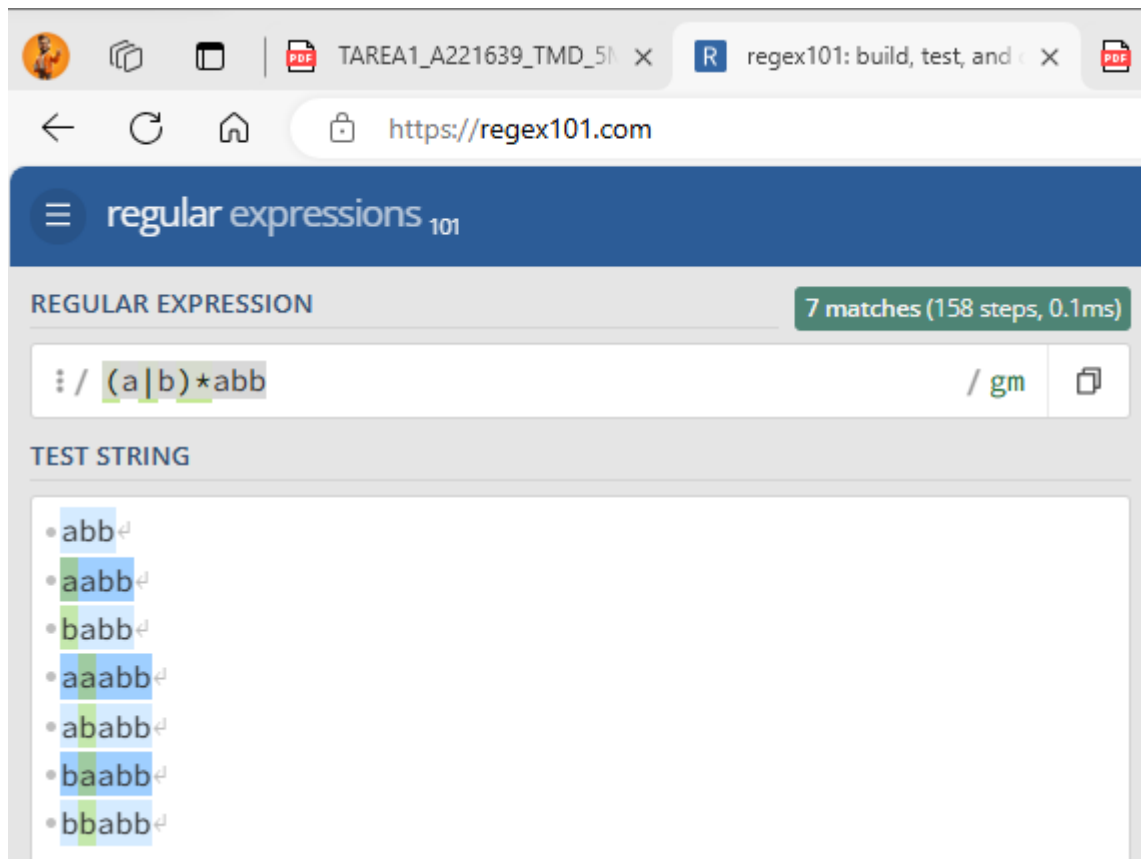 TAREA1_A221639_TMD_5
regex101: build, test, and
https://regex101.com
regular expressions 101
REGULAR EXPRESSION
7 matches (158 steps, 0.1ms)
/ (a|b)*abb / gm
TEST STRING
abb
aabb
babb
aaabb
ababb
baabb
bbabb